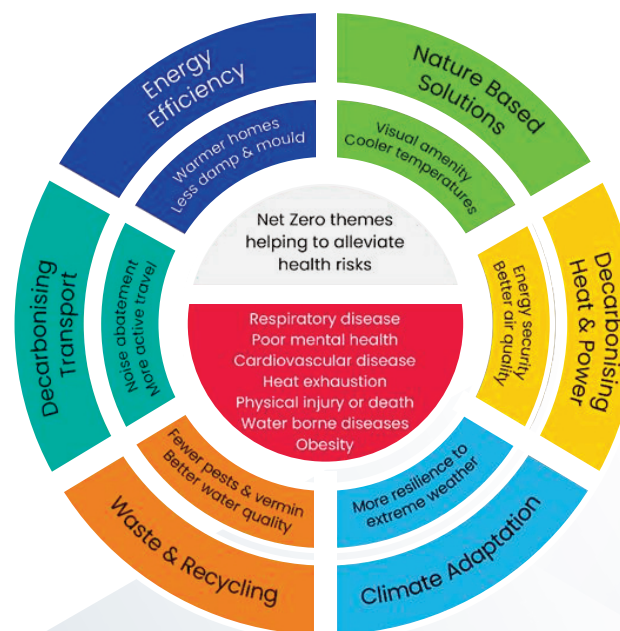 Energy
Efficiency
Warmer homes
Less damp & mould
Nature Based
Solutions
Visual amenity
Cooler temperatures
Decarbonising
Heat & Power
Energy security
Better air quality
Climate Adaptation
More resilience to
extreme weather
Waste & Recycling
Fewer pests & vermin
Better water quality
Decarbonising
Transport
Noise abatement
More active travel
Net Zero themes
helping to alleviate
health risks
Respiratory disease
Poor mental health
Cardiovascular disease
Heat exhaustion
Physical injury or death
Water borne diseases
Obesity